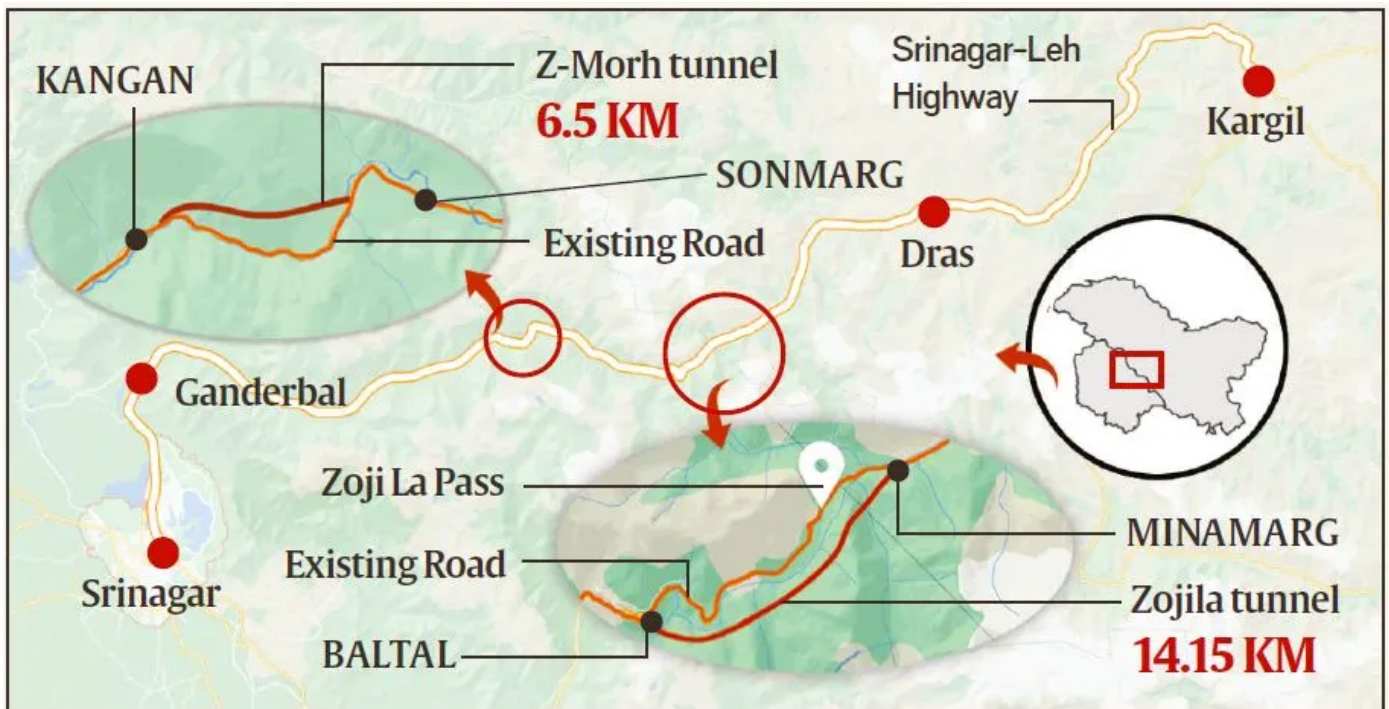 KANGAN
Z-Morh tunnel
6.5 KM
SONMARG
Existing Road
Srinagar-Leh
Highway
Kargil
Dras
Ganderbal
Srinagar
Zoji La Pass
Existing Road
BALTAL
MINAMARG
Zojila tunnel
14.15 KM